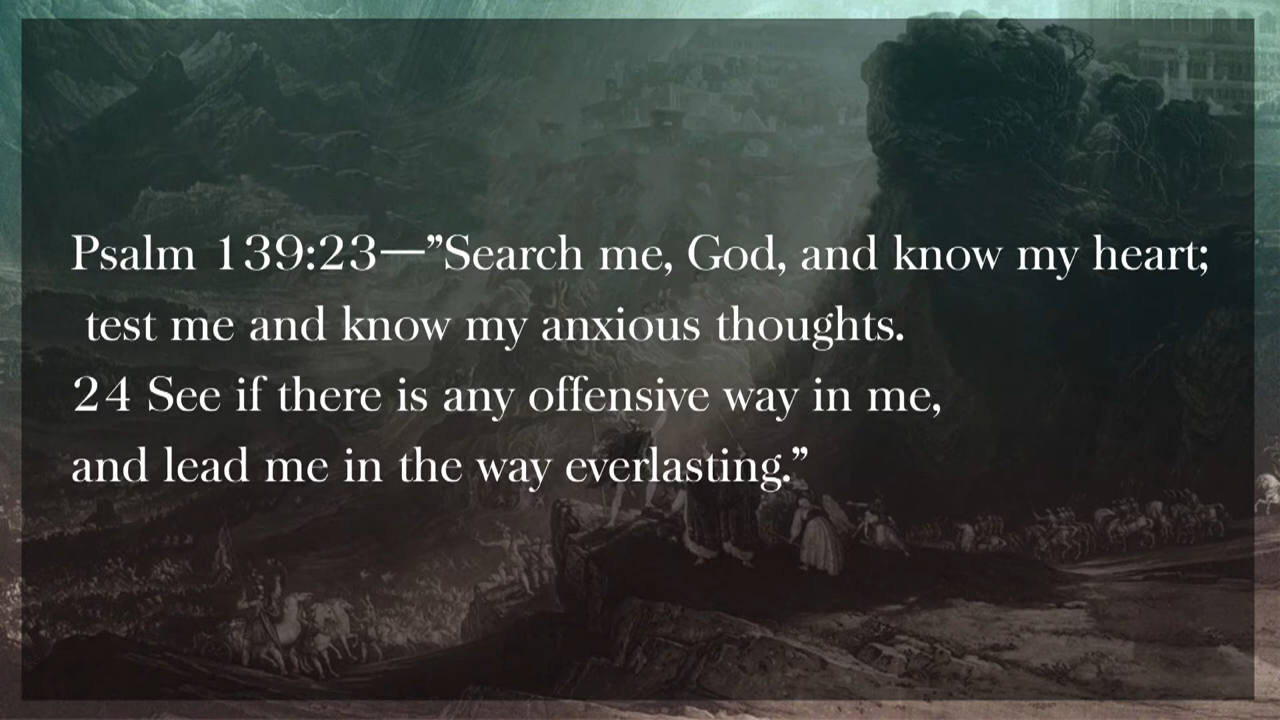 Psalm 139:23—”Search me, God, and know my heart;
test me and know my anxious thoughts.
24 See if there is any offensive way in me,
and lead me in the way everlasting.”